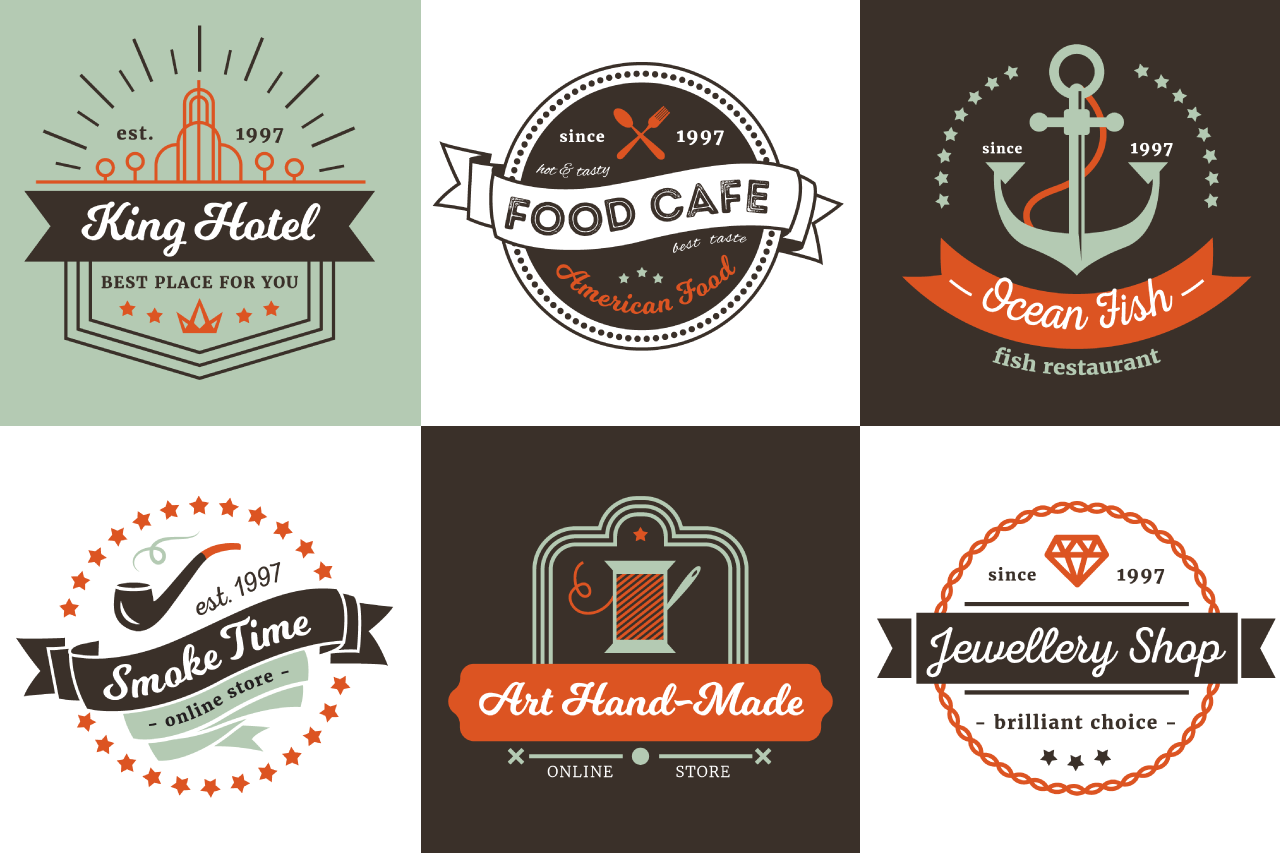 est. 1997
King Hotel
BEST PLACE FOR YOU
since 1997
hot & tasty
FOOD CAFE
best taste
American Food
since 1997
Ocean Fish
fish restaurant
est. 1997
Smoke Time
- online store -
Art Hand-Made
ONLINE STORE
since 1997
Jewellery Shop
- brilliant choice -